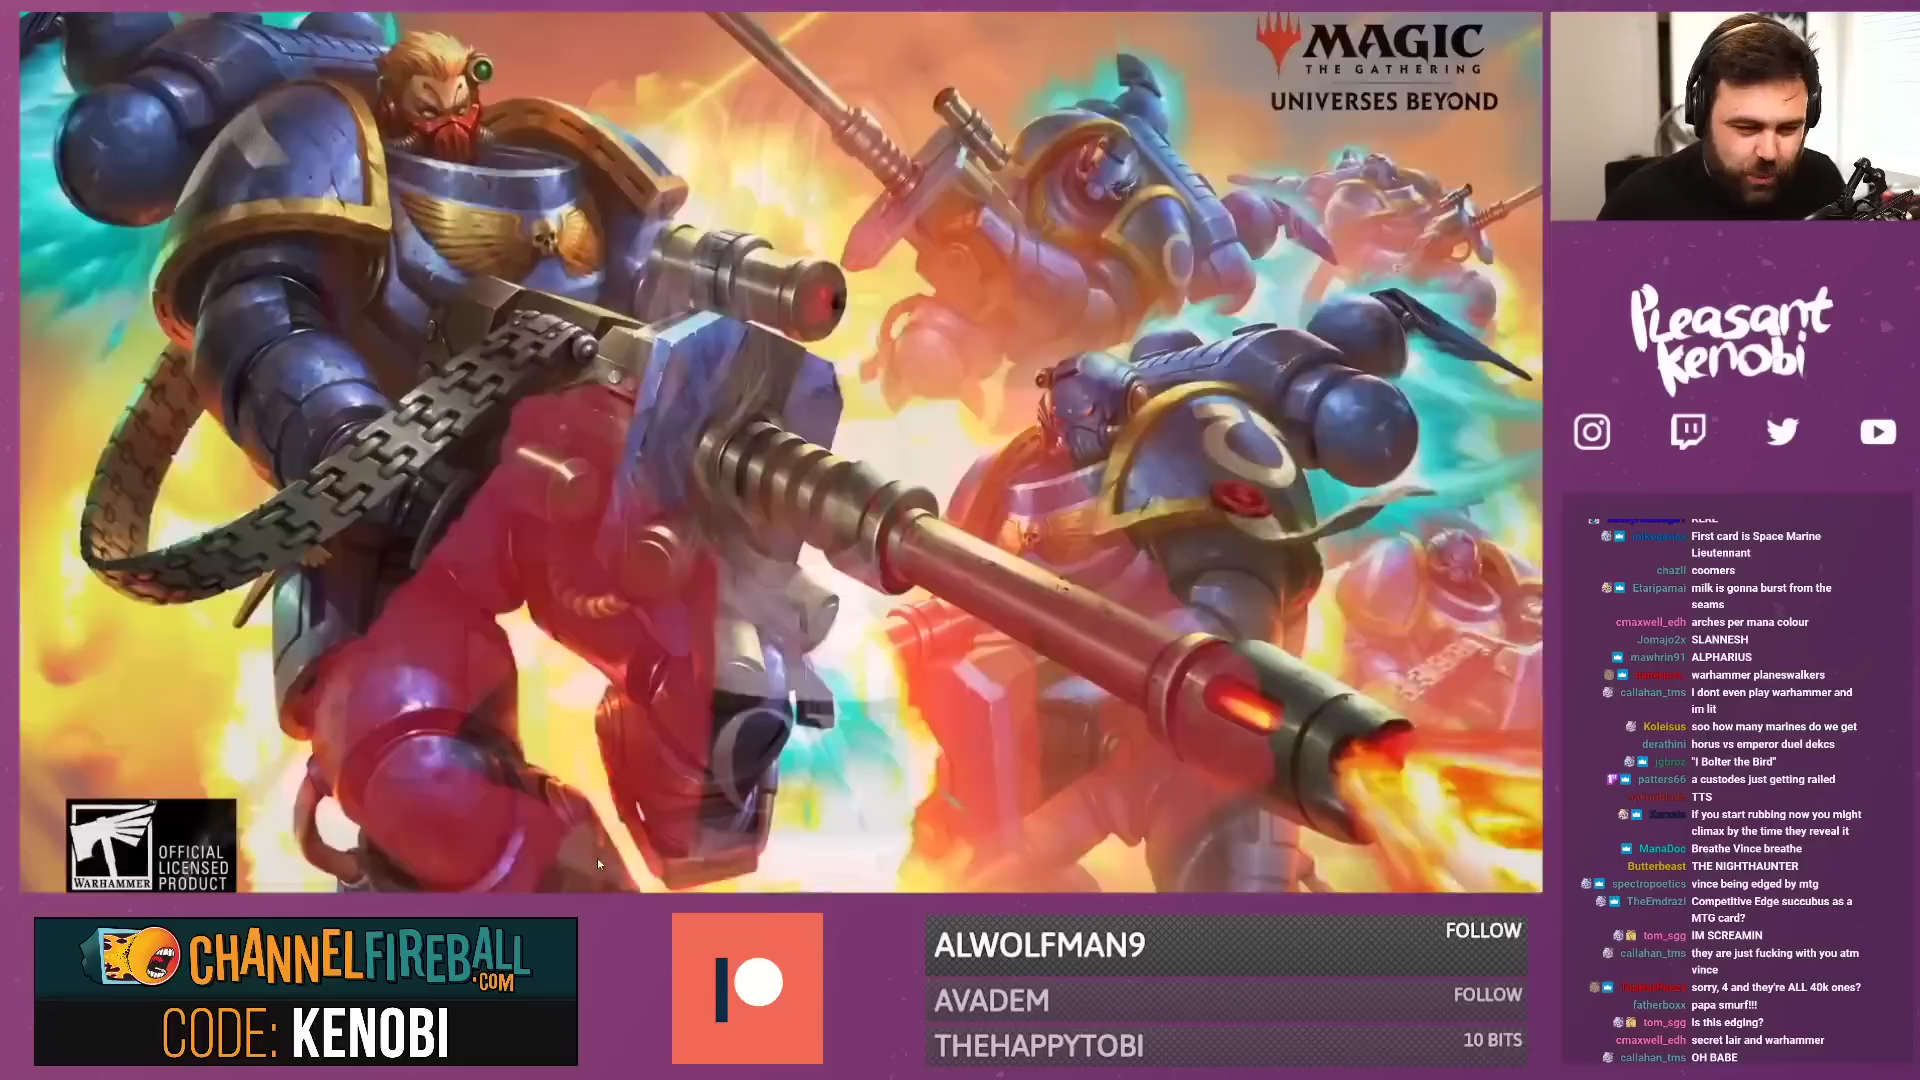 MAGIC
THE GATHERING
UNIVERSES BEYOND
WARHAMMER
OFFICIAL
LICENSED
PRODUCT
Pleasant
Kenobi
First card is Space Marine
Lieutennant
chazll coomers
Etaripamai milk is gonna burst from the
seams
cmaxwell_edh arches per mana colour
Jomajo2x SLANNESH
mawhrin91 ALPHARIUS
warhammer planeswalkers
callahan_tms I dont even play warhammer and
im lit
Koleisus soo how many marines do we get
derathini horus vs emperor duel dekcs
jgbroz "I Bolter the Bird"
patters66 a custodes just getting railed
TTS
If you start rubbing now you might
climax by the time they reveal it
ManaDoc Breathe Vince breathe
Butterbeast THE NIGHTHAUNTER
spectropoetics vince being edged by mtg
TheEmdrazi Competitive Edge succubus as a
MTG card?
tom_sgg IM SCREAMIN
callahan_tms they are just fucking with you atm
vince
sorry, 4 and they're ALL 40k ones?
fatherboxx papa smurf!!!
tom_sgg Is this edging?
cmaxwell_edh secret lair and warhammer
callahan_tms OH BABE
CHANNELFIREBALL
.COM
CODE: KENOBI
ALWOLFMAN9 FOLLOW
AVADEM FOLLOW
THEHAPPYTOBI 10 BITS